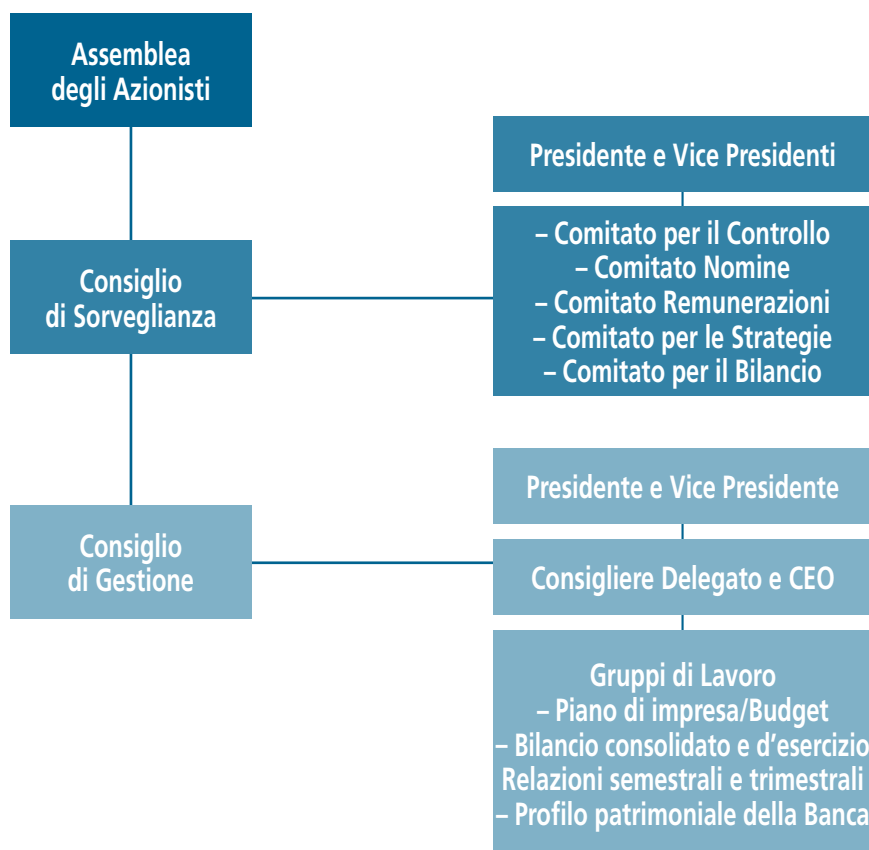 Assemblea
degli Azionisti
Presidente e Vice Presidenti
Consiglio
di Sorveglianza
– Comitato per il Controllo
– Comitato Nomine
– Comitato Remunerazioni
– Comitato per le Strategie
– Comitato per il Bilancio
Presidente e Vice Presidente
Consiglio
di Gestione
Consigliere Delegato e CEO
Gruppi di Lavoro
– Piano di impresa/Budget
– Bilancio consolidato e d’esercizio
Relazioni semestrali e trimestrali
– Profilo patrimoniale della Banca